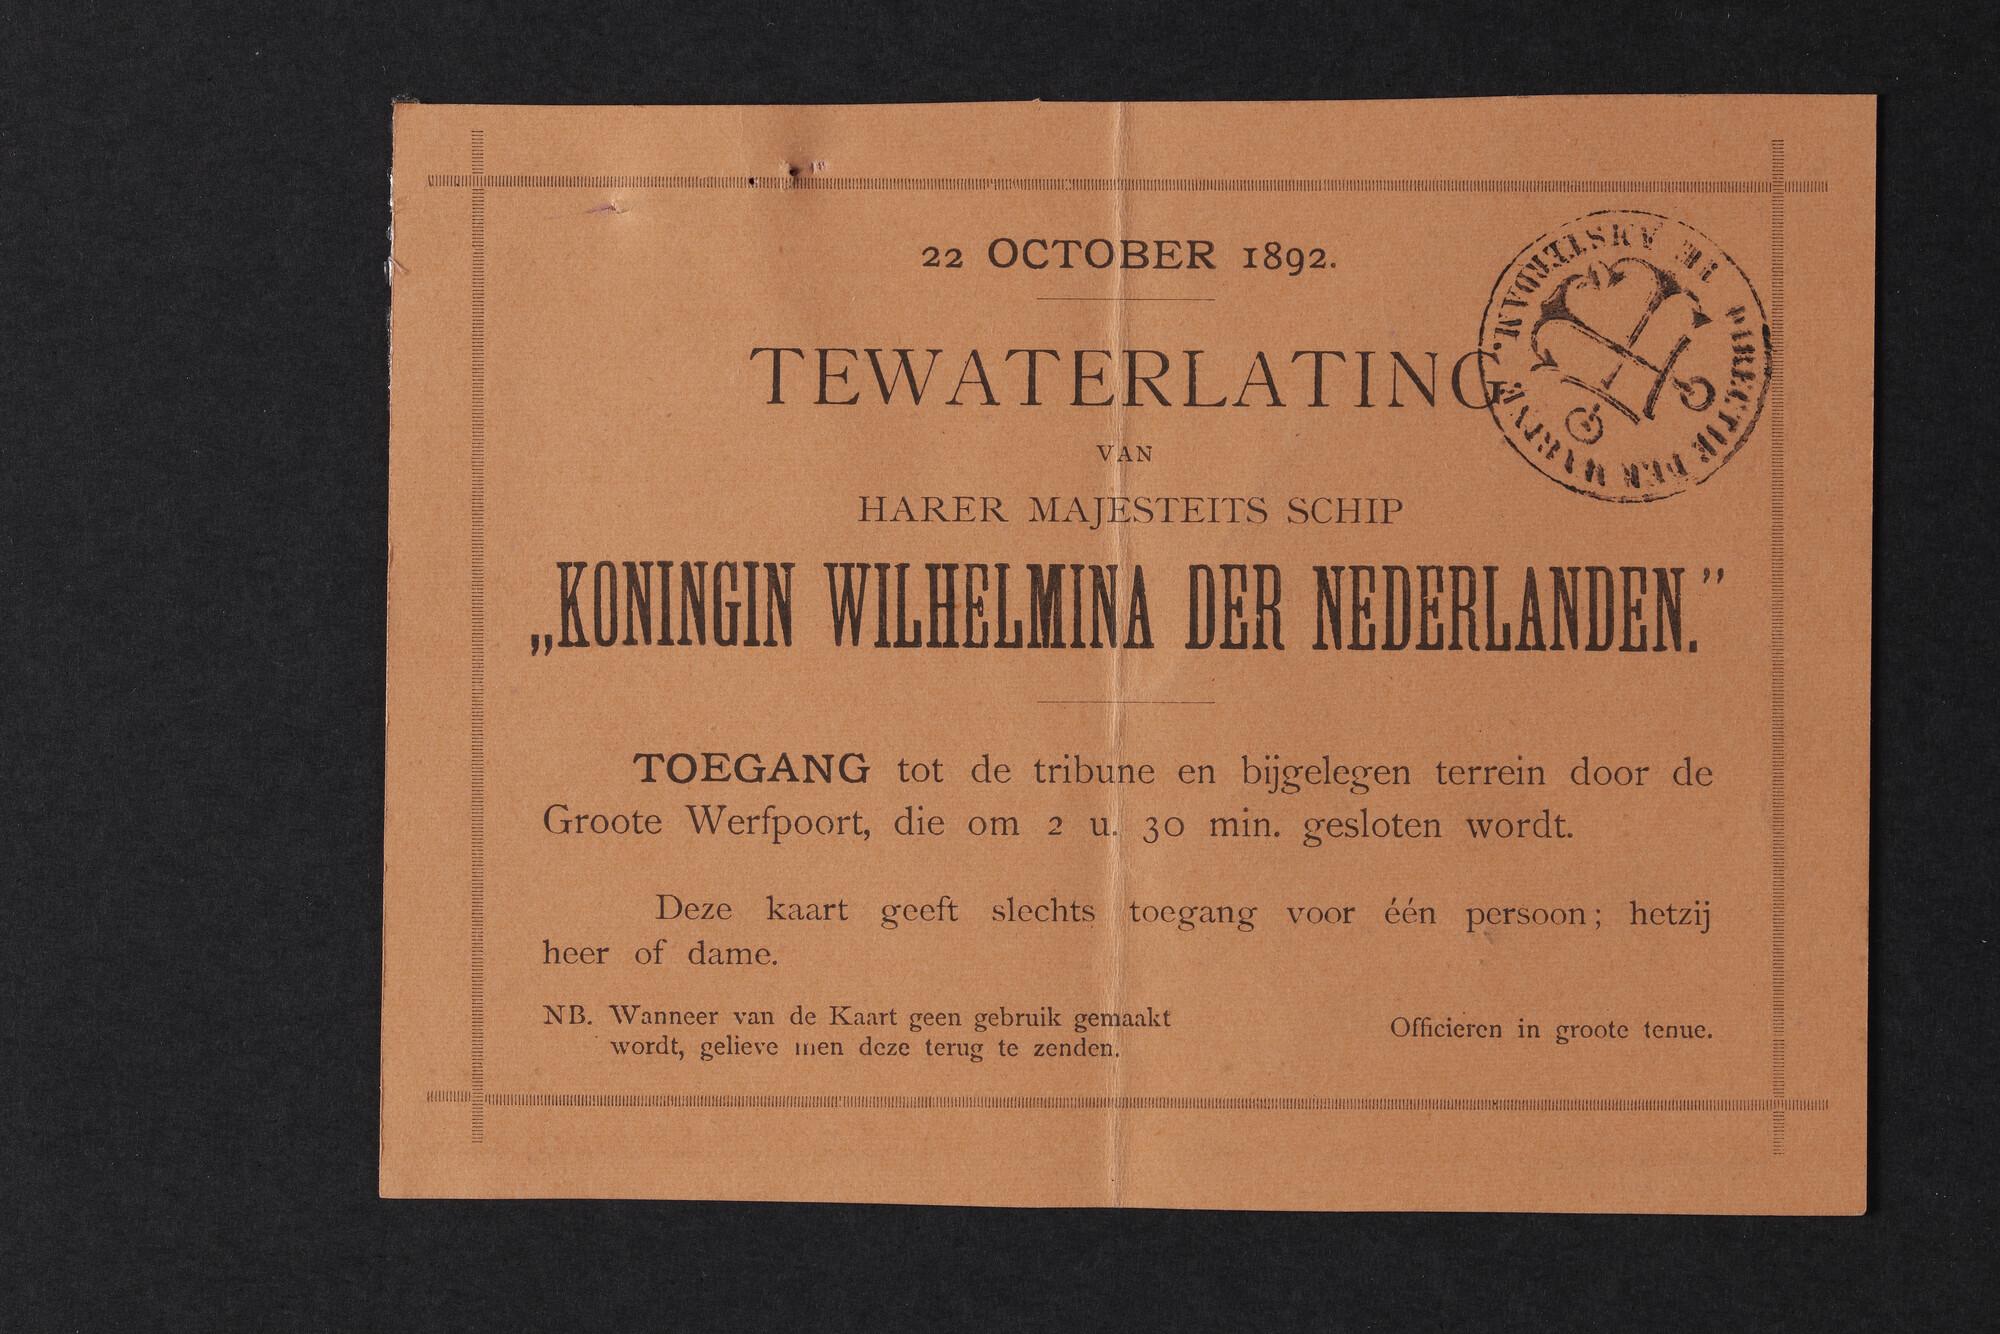 22 OCTOBER 1892.
TEWATERLATING
VAN
HARER MAJESTEITS SCHIP
„KONINGIN WILHELMINA DER NEDERLANDEN.”
TOEGANG tot de tribune en bijgelegen terrein door de
Groote Werfpoort, die om 2 u. 30 min. gesloten wordt.
Deze kaart geeft slechts toegang voor één persoon; hetzij
heer of dame.
NB. Wanneer van de Kaart geen gebruik gemaakt
wordt, gelieve men deze terug te zenden.
Officieren in groote tenue.
DIRECTIE DER MARINE TE AMSTERDAM.